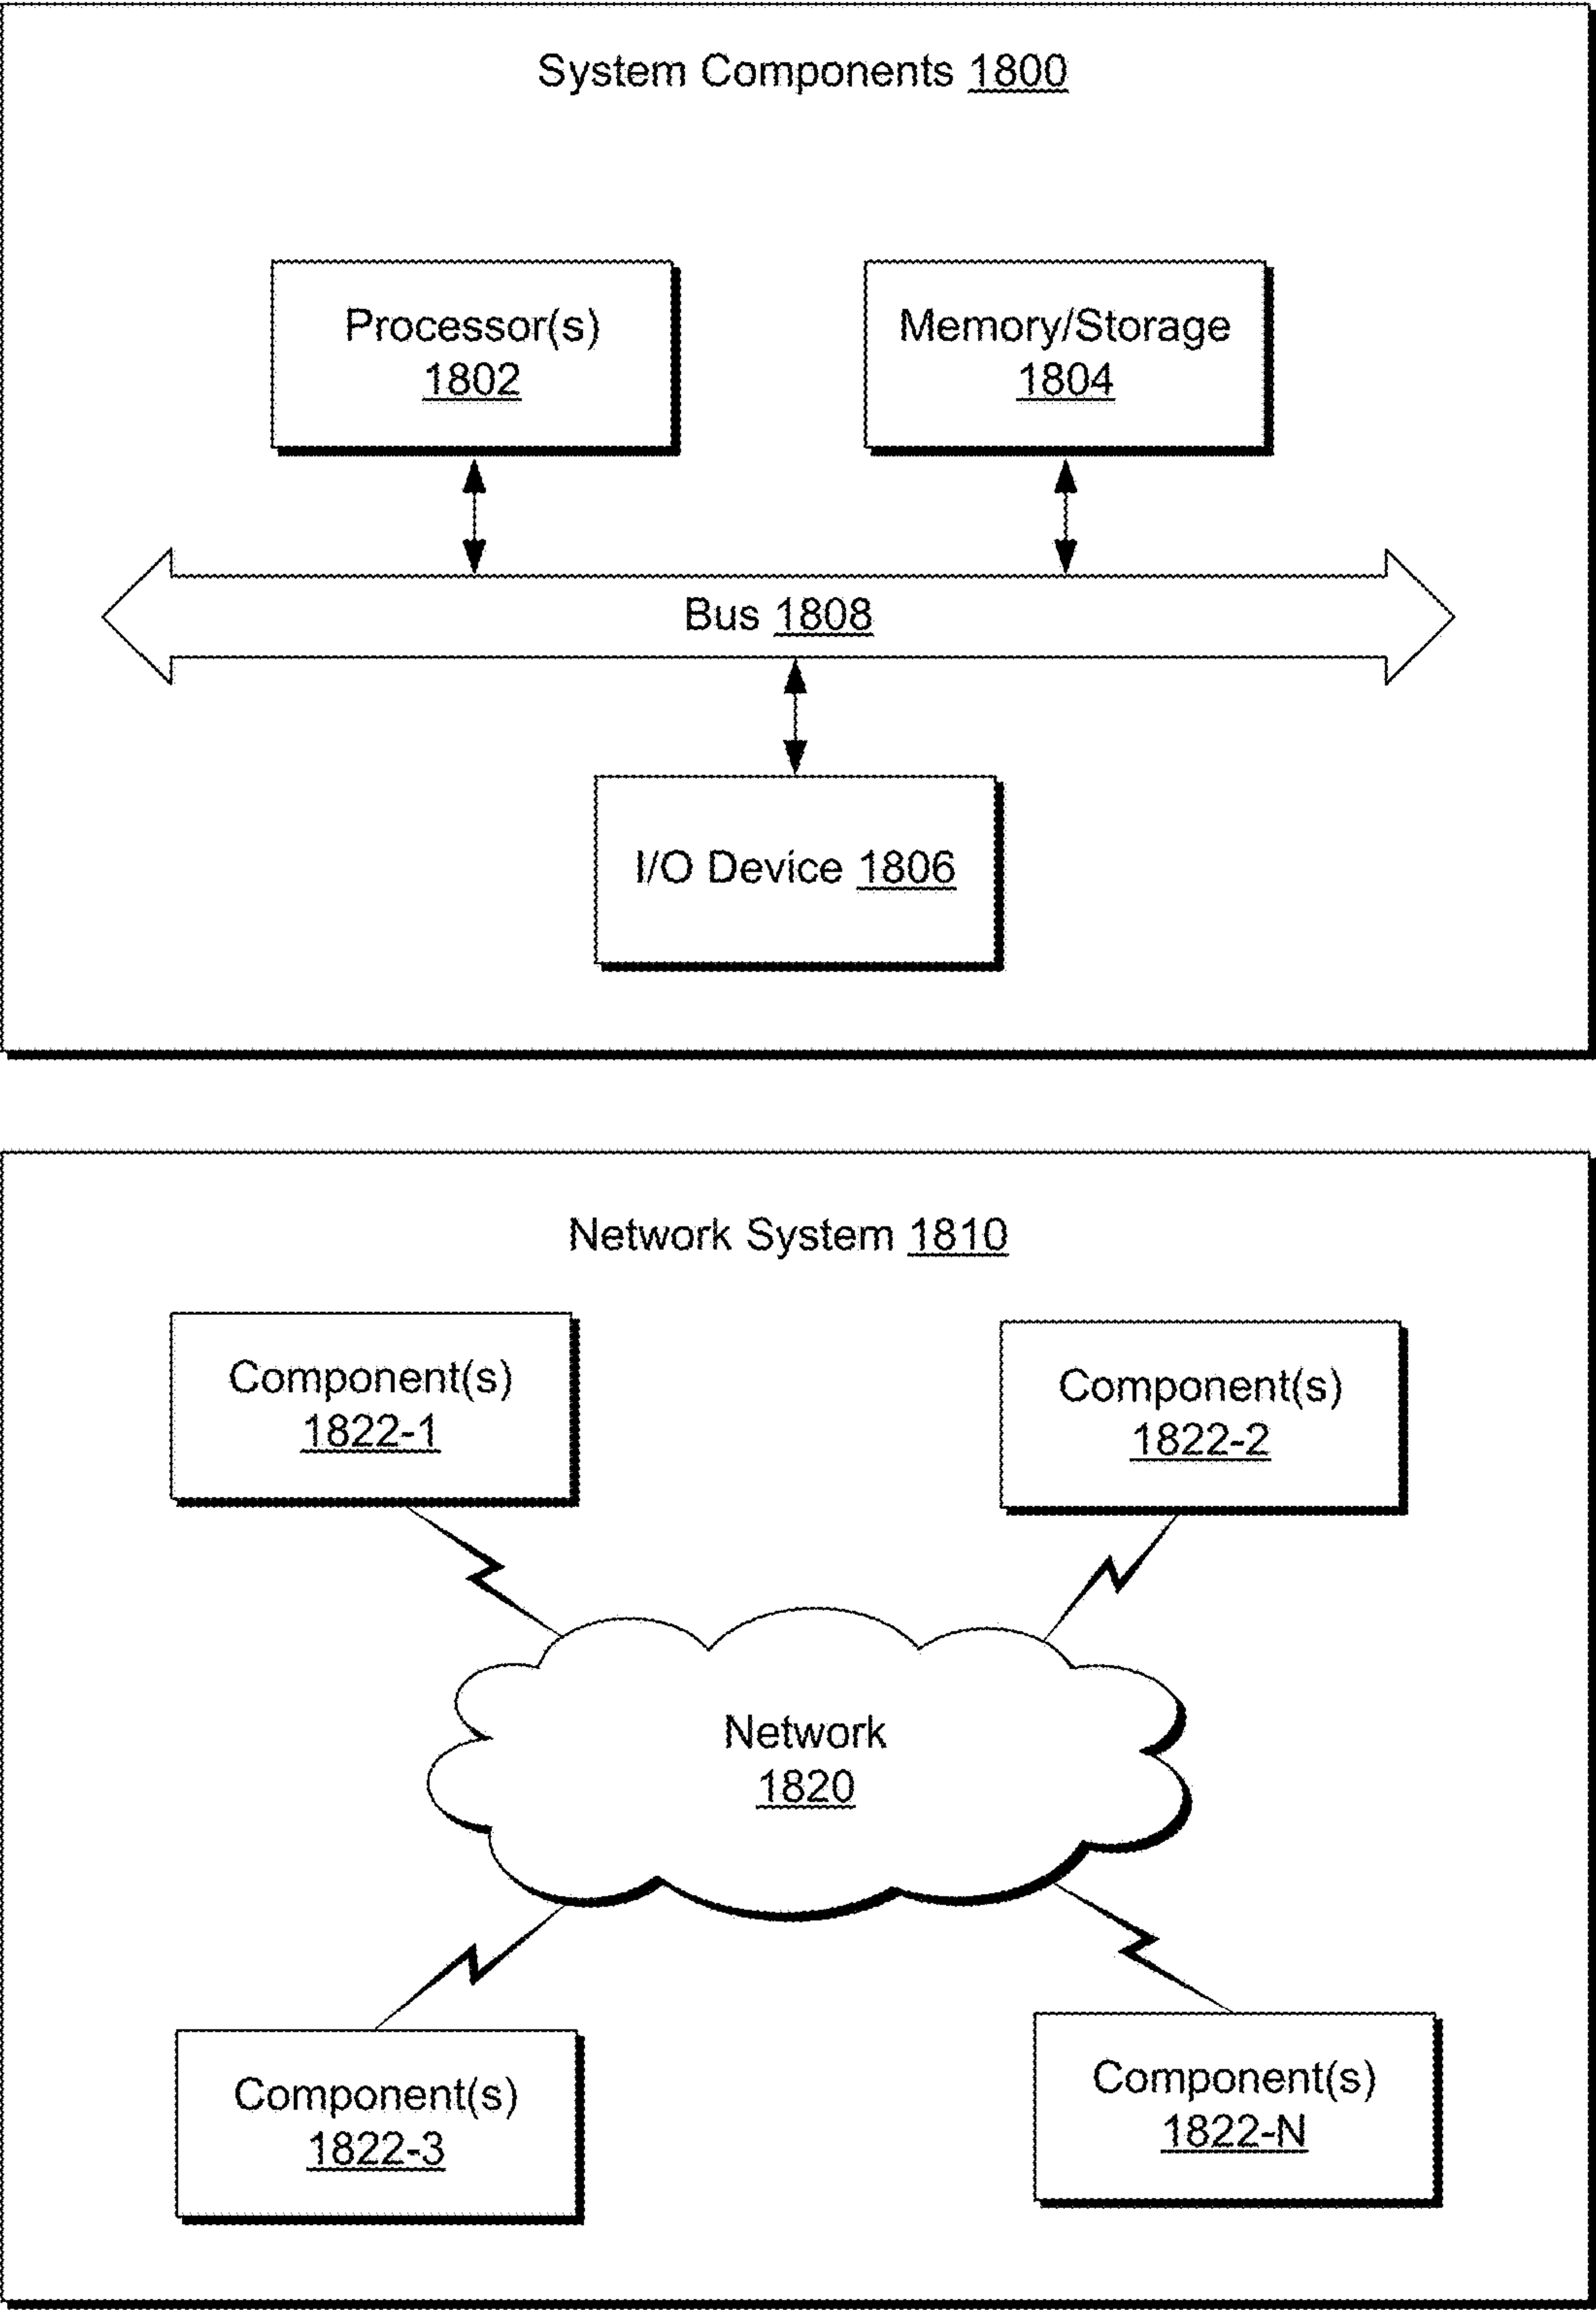 System Components 1800
Processor(s)
1802
Memory/Storage
1804
Bus 1808
I/O Device 1806
Network System 1810
Component(s)
1822-1
Component(s)
1822-2
Network
1820
Component(s)
1822-3
Component(s)
1822-N